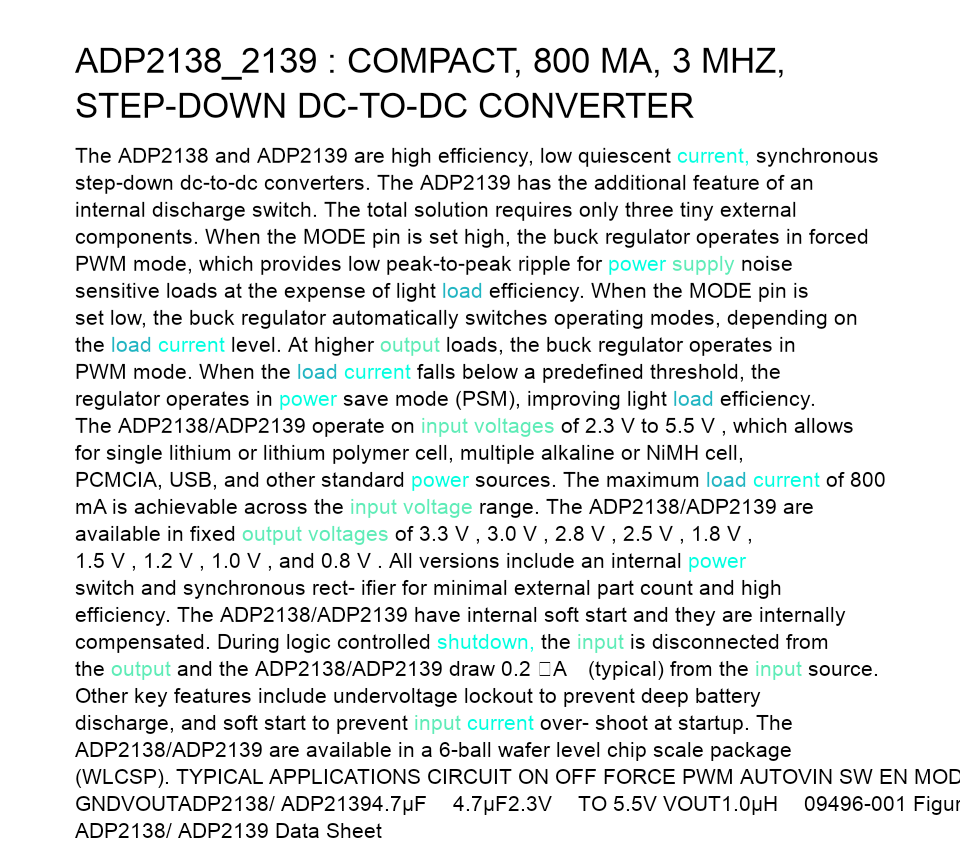 ADP2138_2139 : COMPACT, 800 MA, 3 MHZ,
STEP-DOWN DC-TO-DC CONVERTER
The ADP2138 and ADP2139 are high efficiency, low quiescent current, synchronous
step-down dc-to-dc converters. The ADP2139 has the additional feature of an
internal discharge switch. The total solution requires only three tiny external
components. When the MODE pin is set high, the buck regulator operates in forced
PWM mode, which provides low peak-to-peak ripple for power supply noise
sensitive loads at the expense of light load efficiency. When the MODE pin is
set low, the buck regulator automatically switches operating modes, depending on
the load current level. At higher output loads, the buck regulator operates in
PWM mode. When the load current falls below a predefined threshold, the
regulator operates in power save mode (PSM), improving light load efficiency.
The ADP2138/ADP2139 operate on input voltages of 2.3 V to 5.5 V , which allows
for single lithium or lithium polymer cell, multiple alkaline or NiMH cell,
PCMCIA, USB, and other standard power sources. The maximum load current of 800
mA is achievable across the input voltage range. The ADP2138/ADP2139 are
available in fixed output voltages of 3.3 V , 3.0 V , 2.8 V , 2.5 V , 1.8 V ,
1.5 V , 1.2 V , 1.0 V , and 0.8 V . All versions include an internal power
switch and synchronous rect- ifier for minimal external part count and high
efficiency. The ADP2138/ADP2139 have internal soft start and they are internally
compensated. During logic controlled shutdown, the input is disconnected from
the output and the ADP2138/ADP2139 draw 0.2 □A (typical) from the input source.
Other key features include undervoltage lockout to prevent deep battery
discharge, and soft start to prevent input current over- shoot at startup. The
ADP2138/ADP2139 are available in a 6-ball wafer level chip scale package
(WLCSP). TYPICAL APPLICATIONS CIRCUIT ON OFF FORCE PWM AUTOVIN SW EN MOD
GNDVOUTADP2138/ ADP21394.7µF 4.7µF2.3V TO 5.5V VOUT1.0µH 09496-001 Figur
ADP2138/ ADP2139 Data Sheet